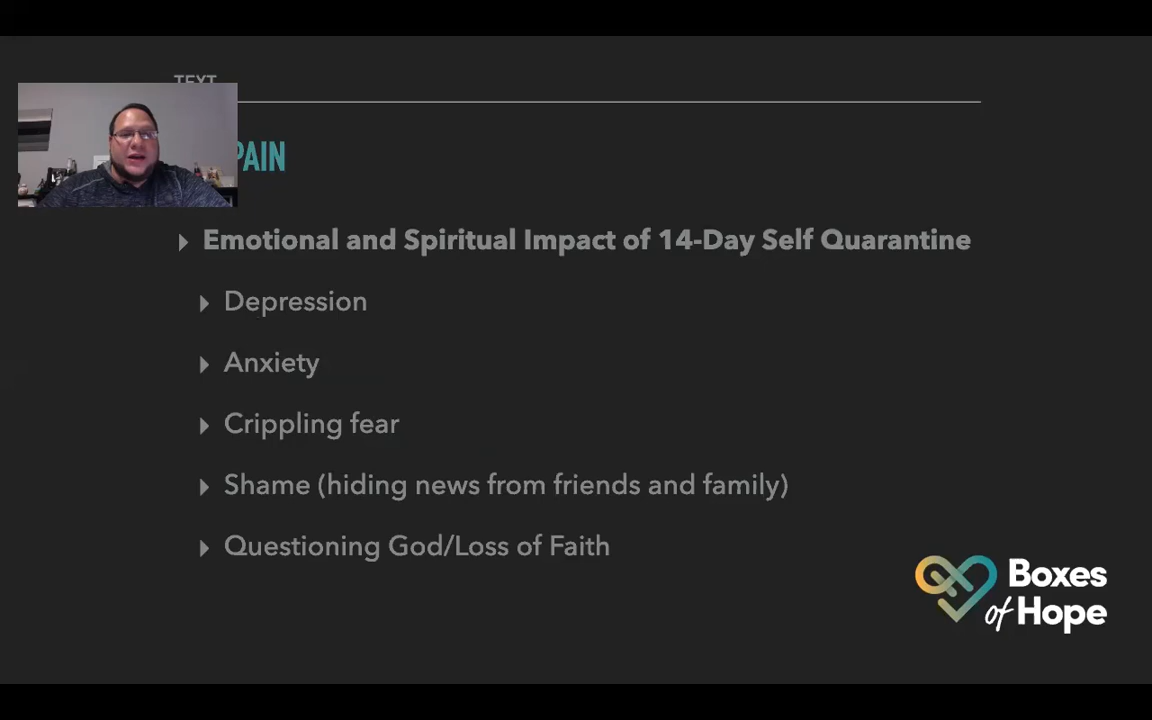 TEXT
PAIN
Emotional and Spiritual Impact of 14-Day Self Quarantine
Depression
Anxiety
Crippling fear
Shame (hiding news from friends and family)
Questioning God/Loss of Faith
Boxes
of Hope